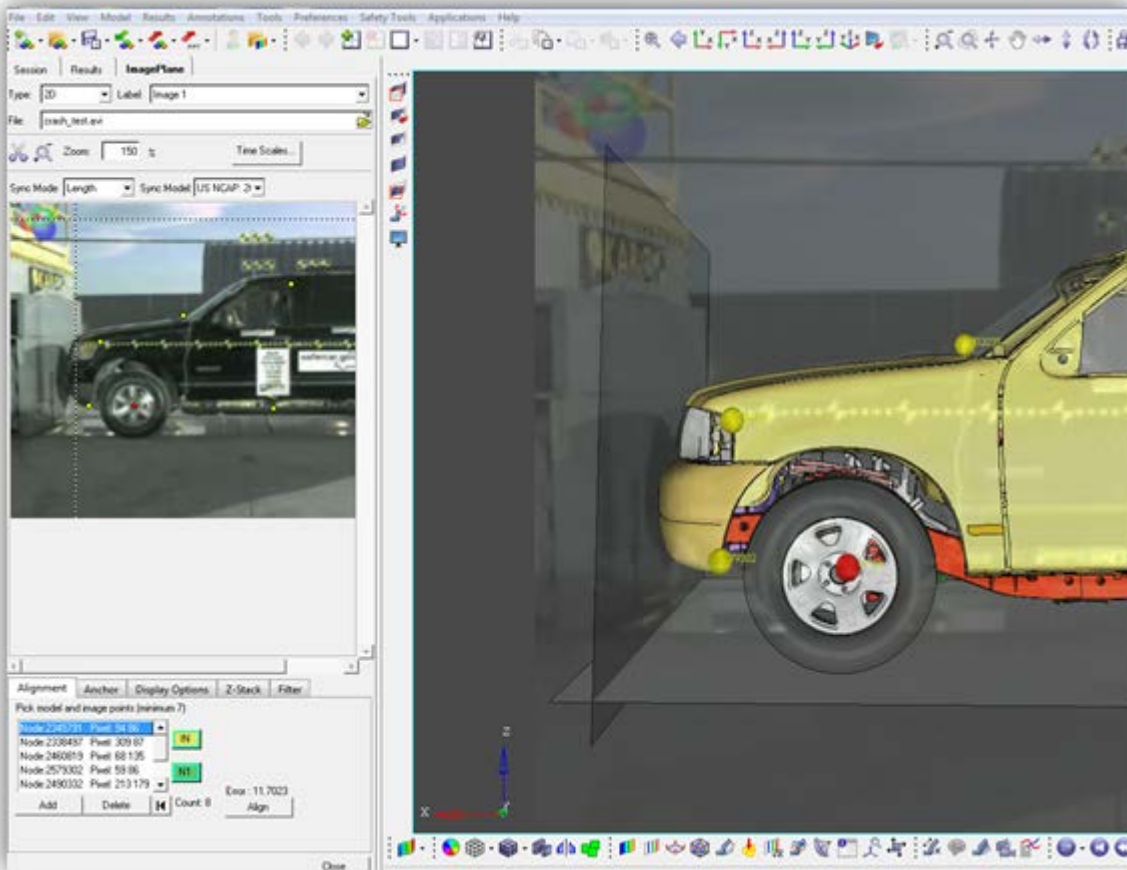 File Edit View Model Results Annotations Tools Preferences Safety Tools Applications Help
Session Results ImagePlane
Type: 2D Label: Image 1
File: crash_test.avi
Zoom: 150 % Time Scales...
Sync Mode: Length Sync Model: US NCAP: 2
Alignment Anchor Display Options Z-Stack Filter
Pick model and image points (minimum 7)
Node:2345791 Pixel: 94 86
Node:2338497 Pixel: 309 87
Node:2460819 Pixel: 68 135
Node:2579302 Pixel: 59 86
Node:2490332 Pixel: 213 179
IN
N1
Error : 11.7023
Add Delete Count: 8 Align
Close
Z
X
Y